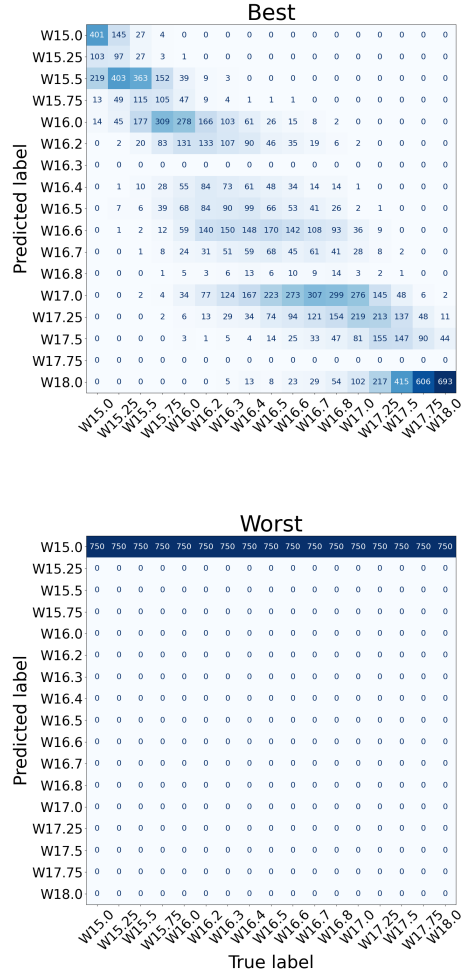 Best
W15.0 401 145 27 4 0 0 0 0 0 0 0 0 0 0 0 0 0
W15.25 103 97 27 3 1 0 0 0 0 0 0 0 0 0 0 0 0
W15.5 219 403 363 152 39 9 3 0 0 0 0 0 0 0 0 0 0
W15.75 13 49 115 105 47 9 4 1 1 1 0 0 0 0 0 0 0
W16.0 14 45 177 309 278 166 103 61 26 15 8 2 0 0 0 0 0
W16.2 0 2 20 83 131 133 107 90 46 35 19 6 2 0 0 0 0
W16.3 0 0 0 0 0 0 0 0 0 0 0 0 0 0 0 0 0
W16.4 0 1 10 28 55 84 73 61 48 34 14 14 1 0 0 0 0
W16.5 0 7 6 39 68 84 90 99 66 53 41 26 2 1 0 0 0
W16.6 0 1 2 12 59 140 150 148 170 142 108 93 36 9 0 0 0
W16.7 0 0 1 8 24 31 51 59 68 45 61 41 28 8 2 0 0
W16.8 0 0 0 1 5 3 6 13 6 10 9 14 3 2 1 0 0
W17.0 0 0 2 4 34 77 124 167 223 273 307 299 276 145 48 6 2
W17.25 0 0 0 2 6 13 29 34 74 94 121 154 219 213 137 48 11
W17.5 0 0 0 0 3 1 5 4 14 25 33 47 81 155 147 90 44
W17.75 0 0 0 0 0 0 0 0 0 0 0 0 0 0 0 0 0
W18.0 0 0 0 0 0 0 5 13 8 23 29 54 102 217 415 606 693
Predicted label
W15.0 W15.25 W15.5 W15.75 W16.0 W16.2 W16.3 W16.4 W16.5 W16.6 W16.7 W16.8 W17.0 W17.25 W17.5 W17.75 W18.0
Worst
W15.0 750 750 750 750 750 750 750 750 750 750 750 750 750 750 750 750 750
W15.25 0 0 0 0 0 0 0 0 0 0 0 0 0 0 0 0 0
W15.5 0 0 0 0 0 0 0 0 0 0 0 0 0 0 0 0 0
W15.75 0 0 0 0 0 0 0 0 0 0 0 0 0 0 0 0 0
W16.0 0 0 0 0 0 0 0 0 0 0 0 0 0 0 0 0 0
W16.2 0 0 0 0 0 0 0 0 0 0 0 0 0 0 0 0 0
W16.3 0 0 0 0 0 0 0 0 0 0 0 0 0 0 0 0 0
W16.4 0 0 0 0 0 0 0 0 0 0 0 0 0 0 0 0 0
W16.5 0 0 0 0 0 0 0 0 0 0 0 0 0 0 0 0 0
W16.6 0 0 0 0 0 0 0 0 0 0 0 0 0 0 0 0 0
W16.7 0 0 0 0 0 0 0 0 0 0 0 0 0 0 0 0 0
W16.8 0 0 0 0 0 0 0 0 0 0 0 0 0 0 0 0 0
W17.0 0 0 0 0 0 0 0 0 0 0 0 0 0 0 0 0 0
W17.25 0 0 0 0 0 0 0 0 0 0 0 0 0 0 0 0 0
W17.5 0 0 0 0 0 0 0 0 0 0 0 0 0 0 0 0 0
W17.75 0 0 0 0 0 0 0 0 0 0 0 0 0 0 0 0 0
W18.0 0 0 0 0 0 0 0 0 0 0 0 0 0 0 0 0 0
Predicted label
W15.0 W15.25 W15.5 W15.75 W16.0 W16.2 W16.3 W16.4 W16.5 W16.6 W16.7 W16.8 W17.0 W17.25 W17.5 W17.75 W18.0
True label